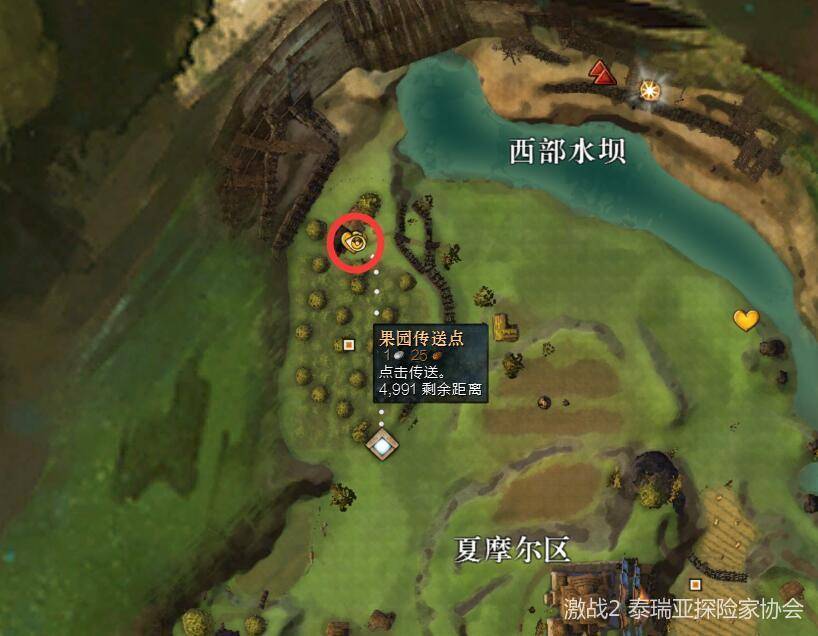 西部水坝
果园传送点
1 25
点击传送。
4,991 剩余距离
夏摩尔区
激战2 泰瑞亚探险家协会